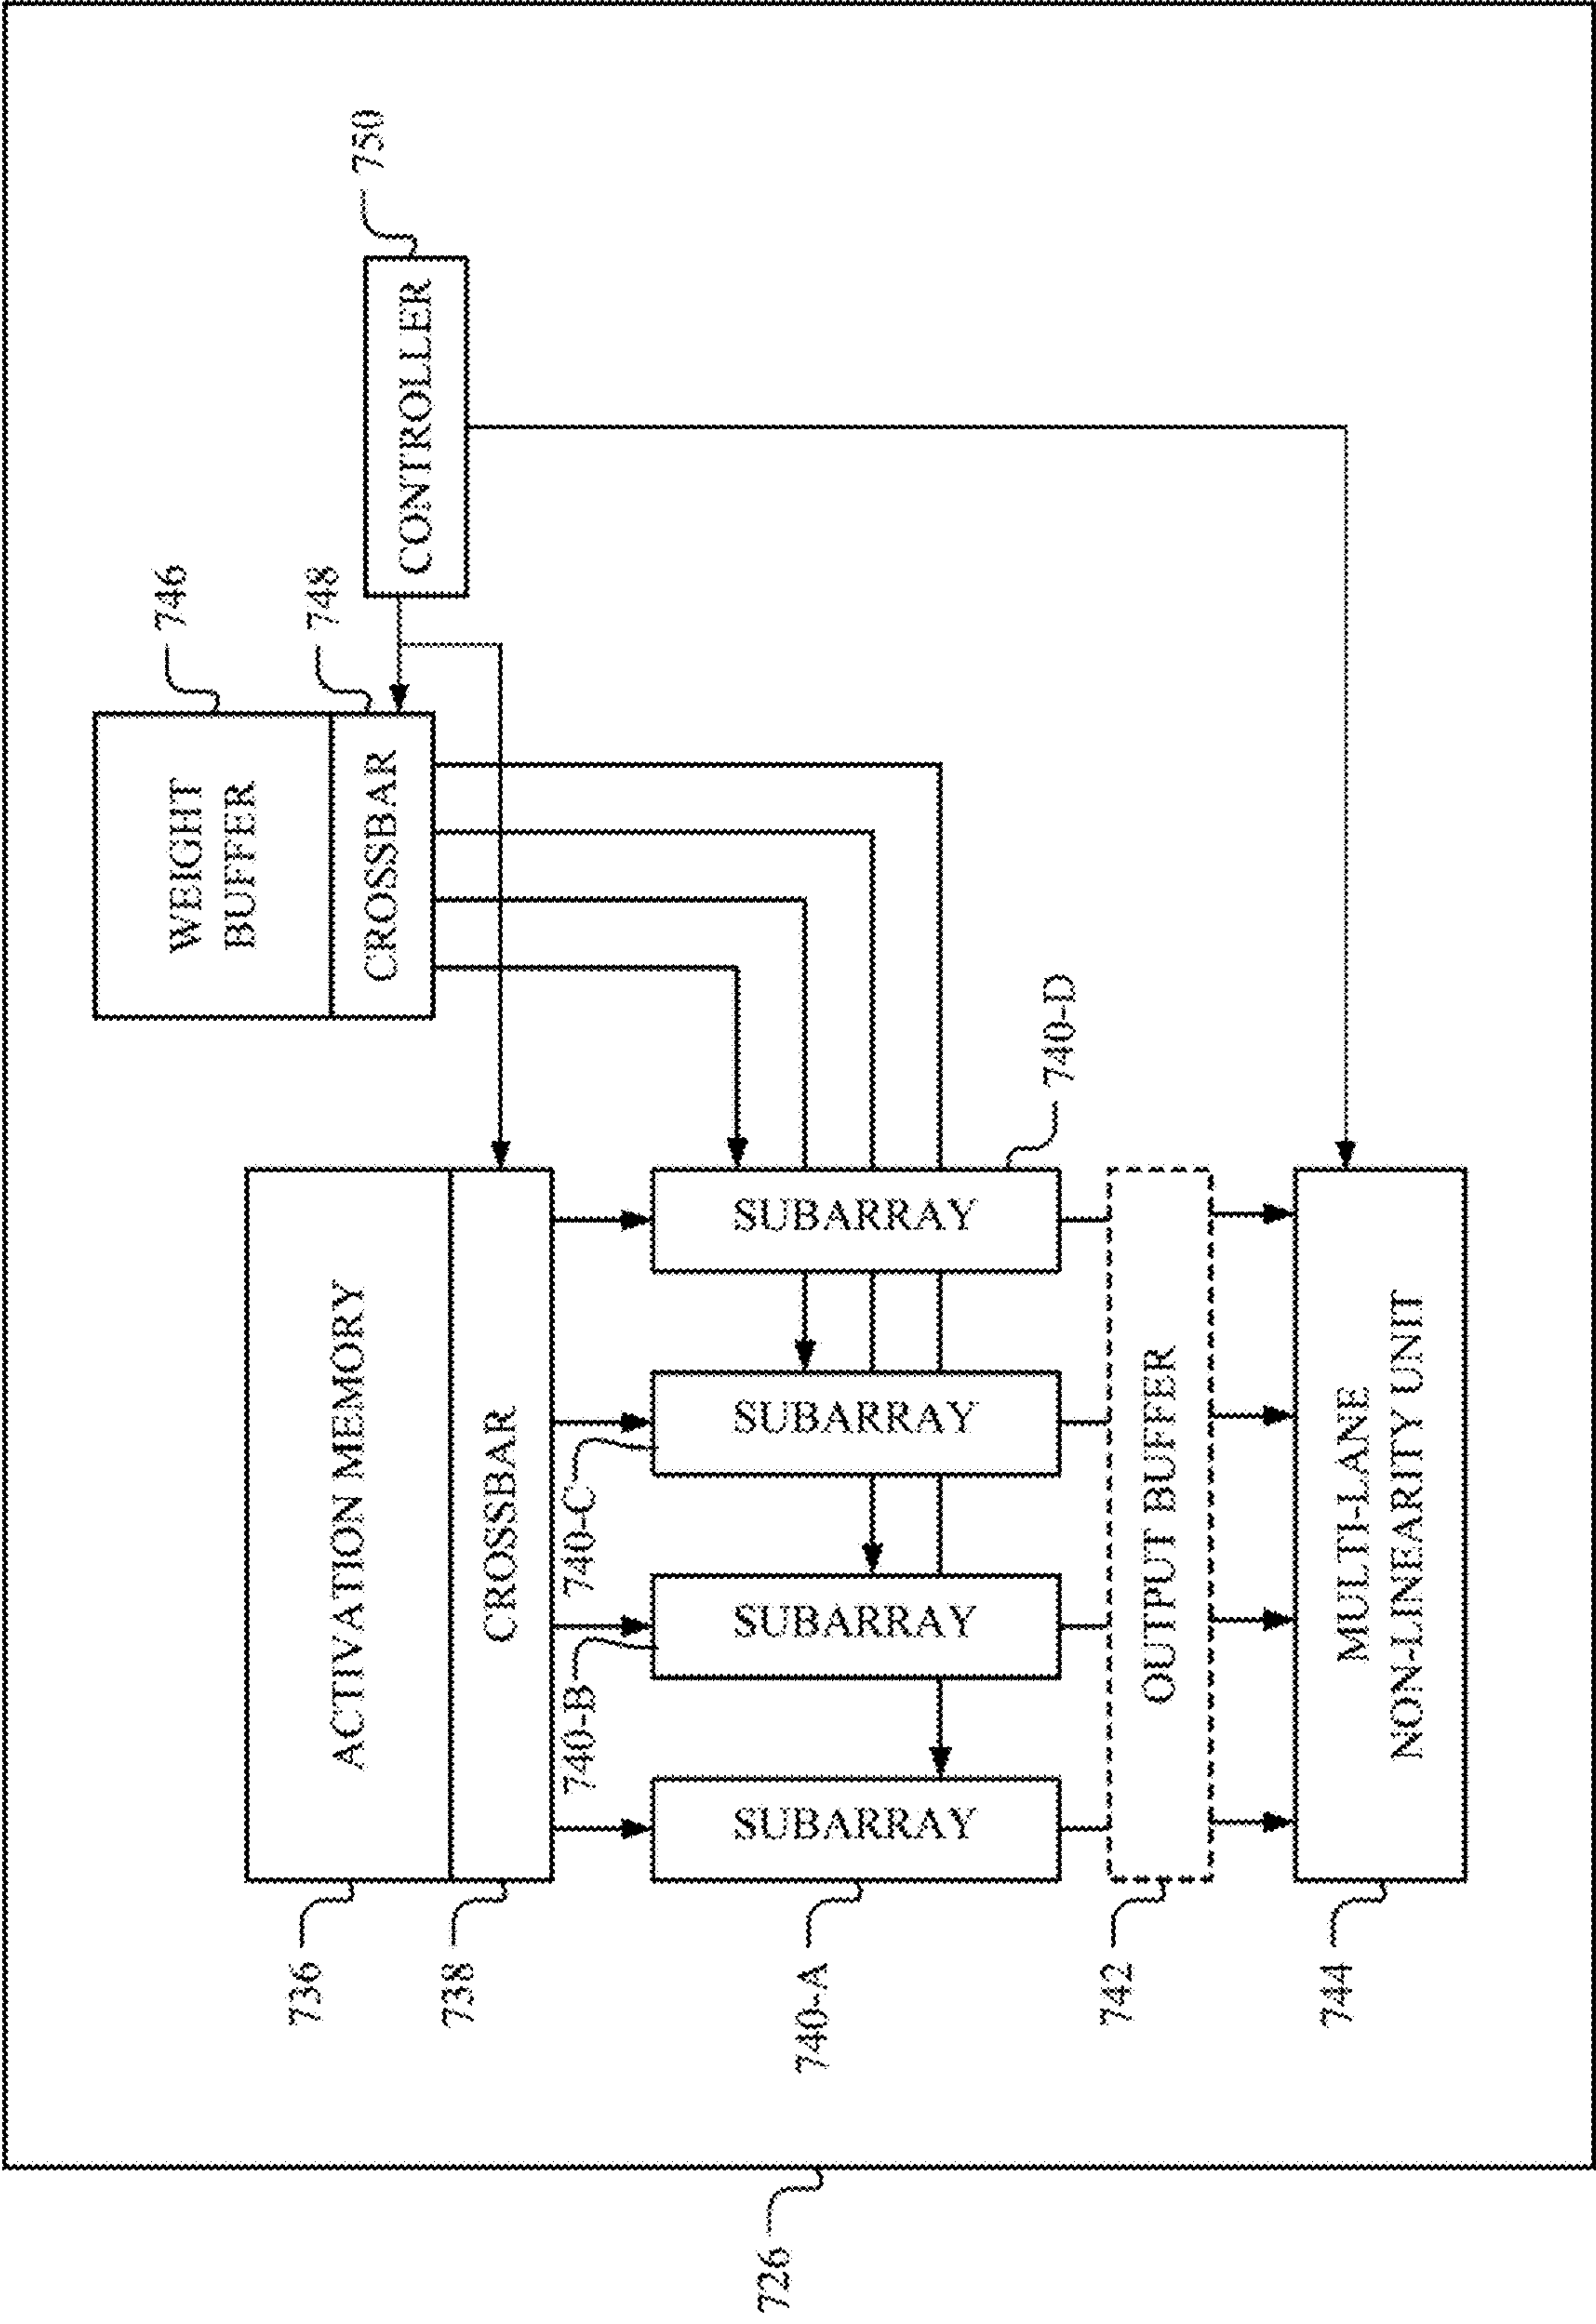 746
WEIGHT
BUFFER
748
CROSSBAR
750
CONTROLLER
736
ACTIVATION MEMORY
738
CROSSBAR
740-A
SUBARRAY
740-B
SUBARRAY
740-C
SUBARRAY
740-D
SUBARRAY
742
OUTPUT BUFFER
744
MULTI-LANE
NON-LINEARITY UNIT
726